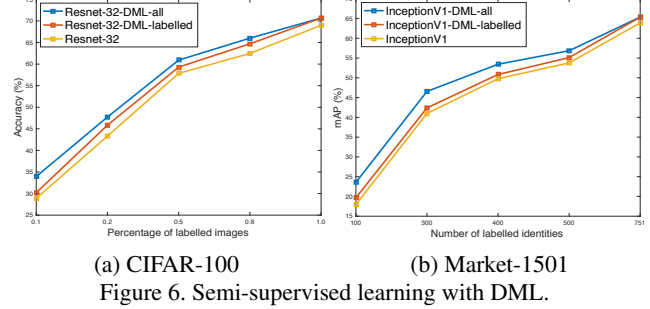 75
70
65
60
55
50
45
40
35
30
25
Accuracy (%)
Resnet-32-DML-all
Resnet-32-DML-labelled
Resnet-32
0.1 0.2 0.5 0.8 1.0
Percentage of labelled images
(a) CIFAR-100
70
65
60
55
50
45
40
35
30
25
20
15
mAP (%)
InceptionV1-DML-all
InceptionV1-DML-labelled
InceptionV1
100 300 400 500 751
Number of labelled identities
(b) Market-1501
Figure 6. Semi-supervised learning with DML.